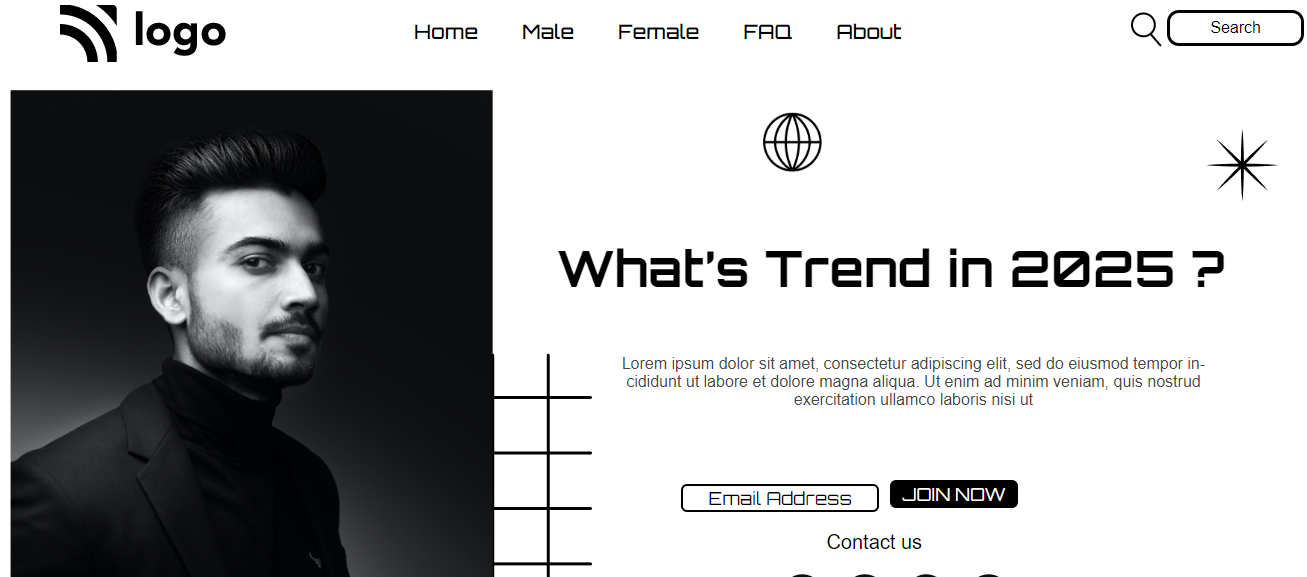 logo
Home Male Female FAQ About
Search
What's Trend in 2025 ?
Lorem ipsum dolor sit amet, consectetur adipiscing elit, sed do eiusmod tempor in-
cididunt ut labore et dolore magna aliqua. Ut enim ad minim veniam, quis nostrud
exercitation ullamco laboris nisi ut
Email Address JOIN NOW
Contact us